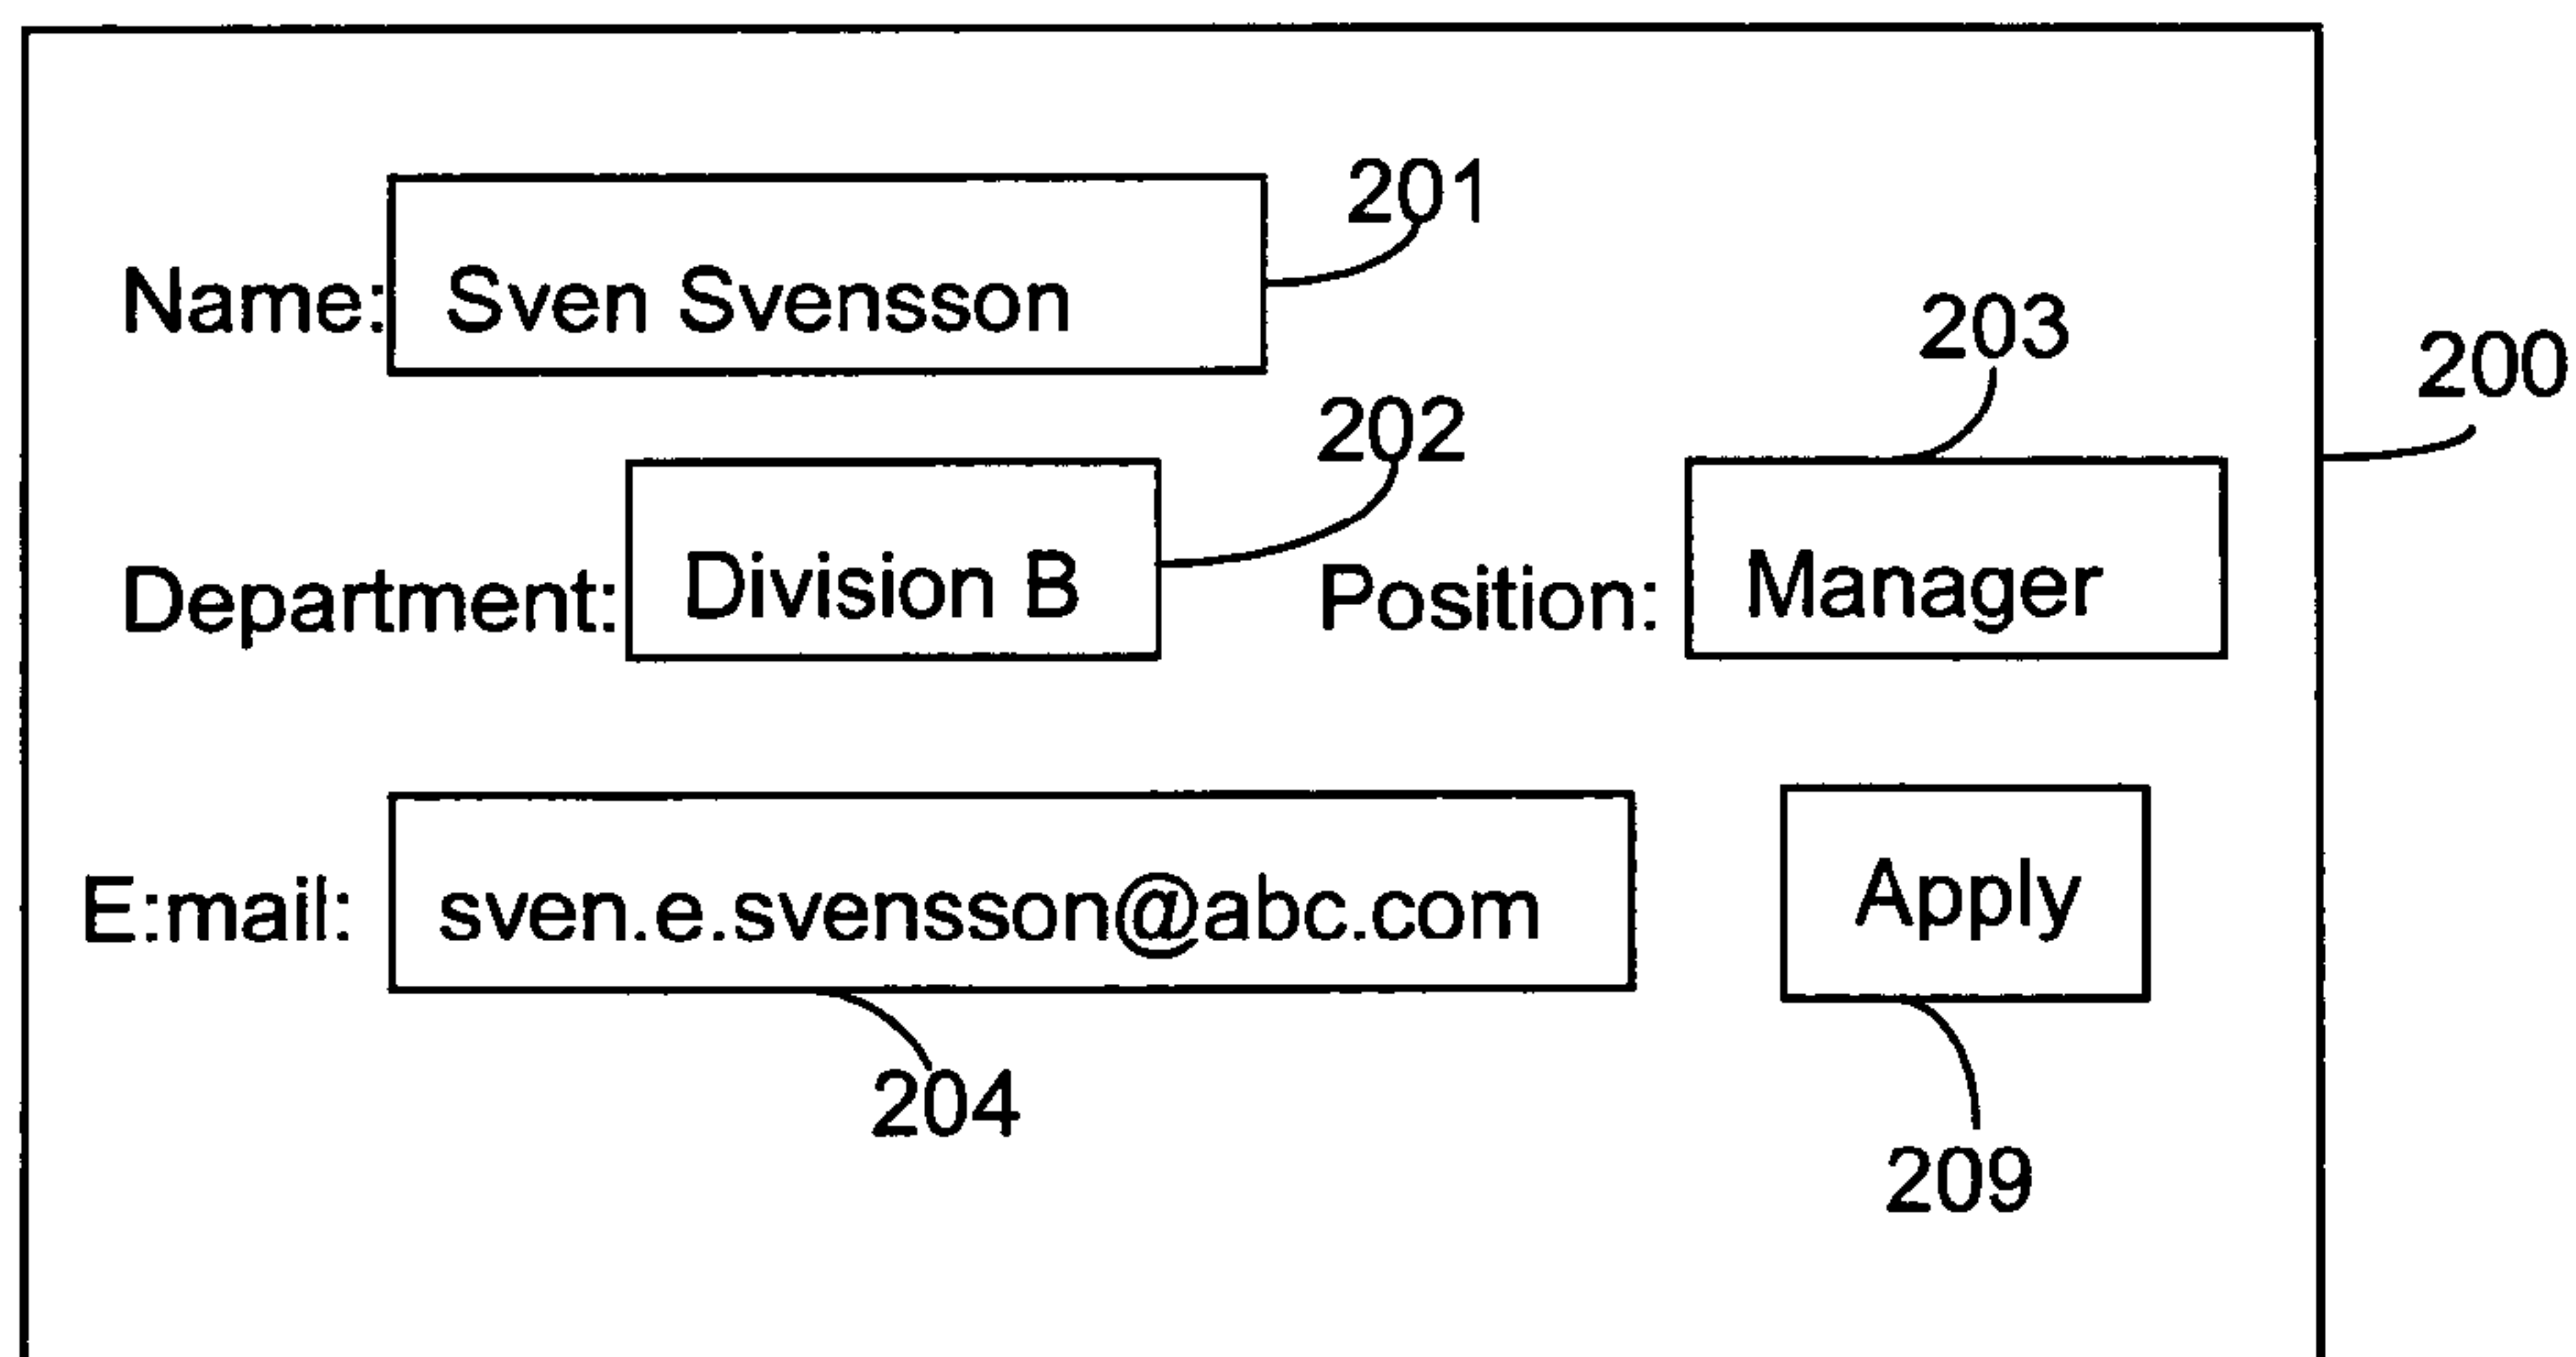 201
Name: Sven Svensson
203
200
202
Department: Division B Position: Manager
E:mail: sven.e.svensson@abc.com Apply
204
209